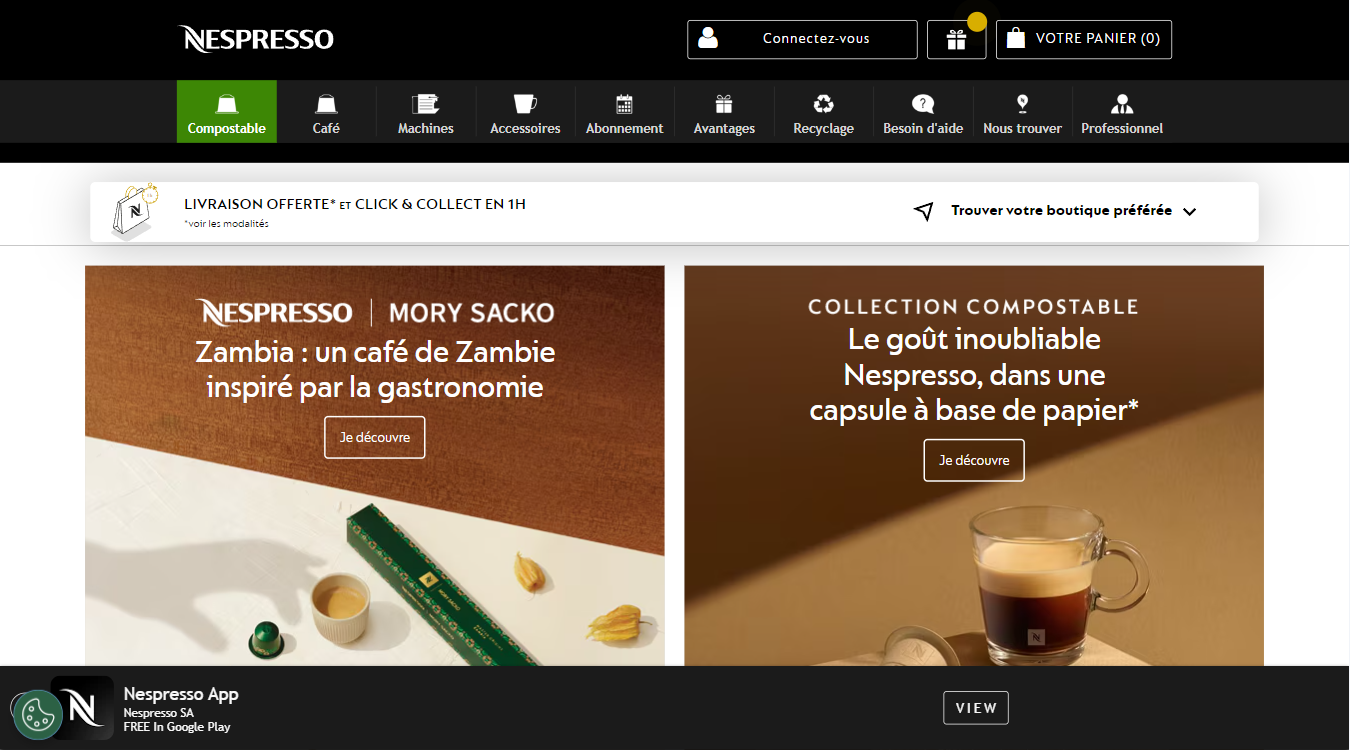 NESPRESSO
Connectez-vous
VOTRE PANIER (0)
Compostable
Café
Machines
Accessoires
Abonnement
Avantages
Recyclage
Besoin d'aide
Nous trouver
Professionnel
LIVRAISON OFFERTE* ET CLICK & COLLECT EN 1H
*voir les modalités
Trouver votre boutique préférée
NESPRESSO | MORY SACKO
Zambia : un café de Zambie
inspiré par la gastronomie
Je découvre
MORY SACKO
COLLECTION COMPOSTABLE
Le goût inoubliable
Nespresso, dans une
capsule à base de papier*
Je découvre
Nespresso App
Nespresso SA
FREE In Google Play
VIEW